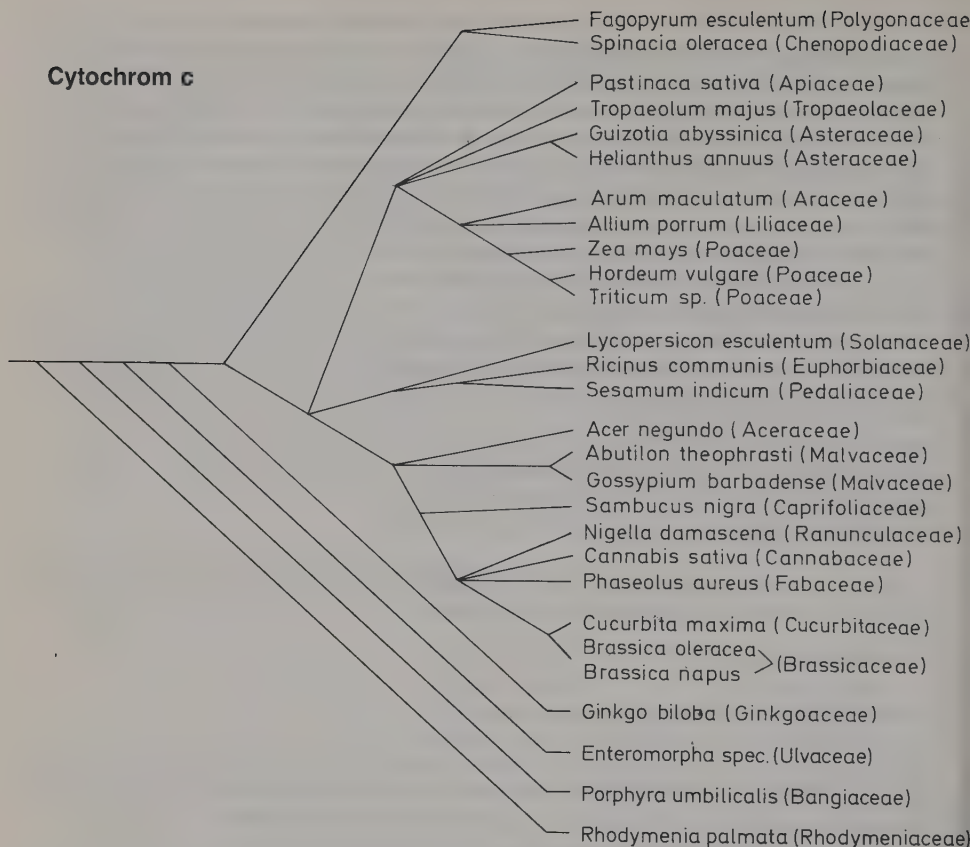 Fagopyrum esculentum (Polygonaceae
Spinacia oleracea (Chenopodiaceae)
Cytochrom c
Pastinaca sativa (Apiaceae)
Tropaeolum majus (Tropaeolaceae)
Guizotia abyssinica (Asteraceae)
Helianthus annuus (Asteraceae)
Arum maculatum (Araceae)
Allium porrum (Liliaceae)
Zea mays (Poaceae)
Hordeum vulgare (Poaceae)
Triticum sp. (Poaceae)
Lycopersicon esculentum (Solanaceae)
Ricinus communis (Euphorbiaceae)
Sesamum indicum (Pedaliaceae)
Acer negundo (Aceraceae)
Abutilon theophrasti (Malvaceae)
Gossypium barbadense (Malvaceae)
Sambucus nigra (Caprifoliaceae)
Nigella damascena (Ranunculaceae)
Cannabis sativa (Cannabaceae)
Phaseolus aureus (Fabaceae)
Cucurbita maxima (Cucurbitaceae)
Brassica oleracea
(Brassicaceae)
Brassica napus
Ginkgo biloba (Ginkgoaceae)
Enteromorpha spec. (Ulvaceae)
Porphyra umbilicalis (Bangiaceae)
Rhodymenia palmata (Rhodymeniaceae)